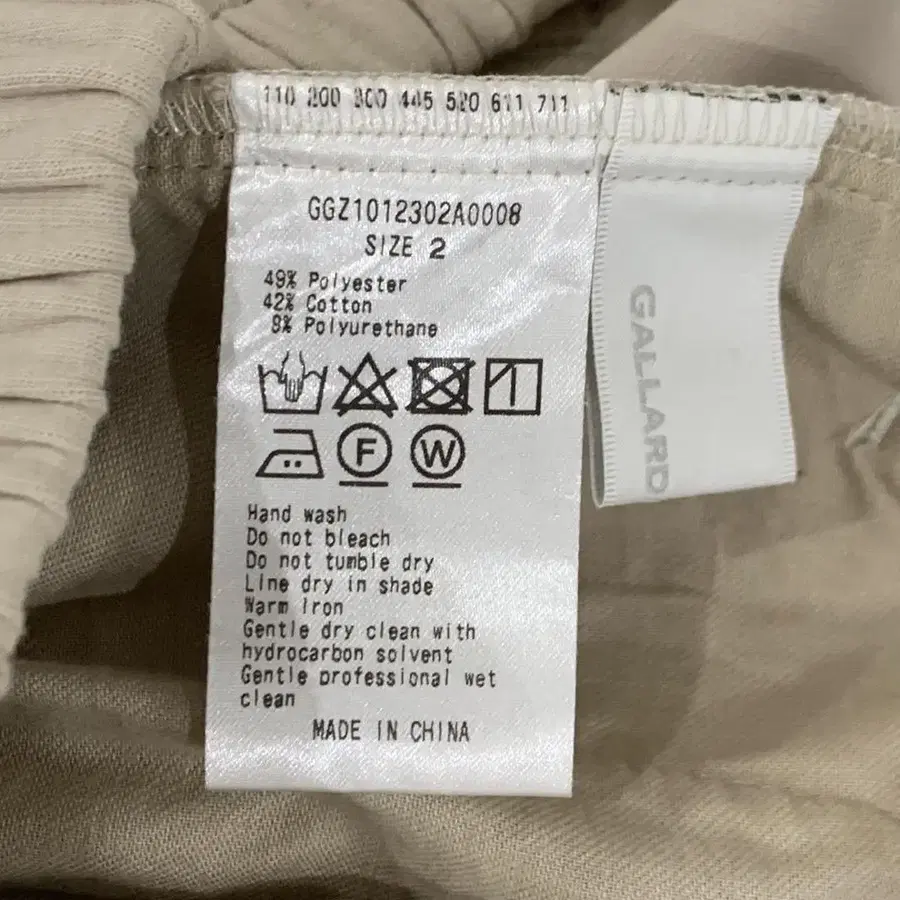 110 200 300 445 520 611 711
GGZ1012302A0008
SIZE 2
49% Polyester
42% Cotton
9% Polyurethane
F
W
Hand wash
Do not bleach
Do not tumble dry
Line dry in shade
Warm Iron
Gentle dry clean with
hydrocarbon solvent
Gentle professional wet
clean
MADE IN CHINA
GALLARD